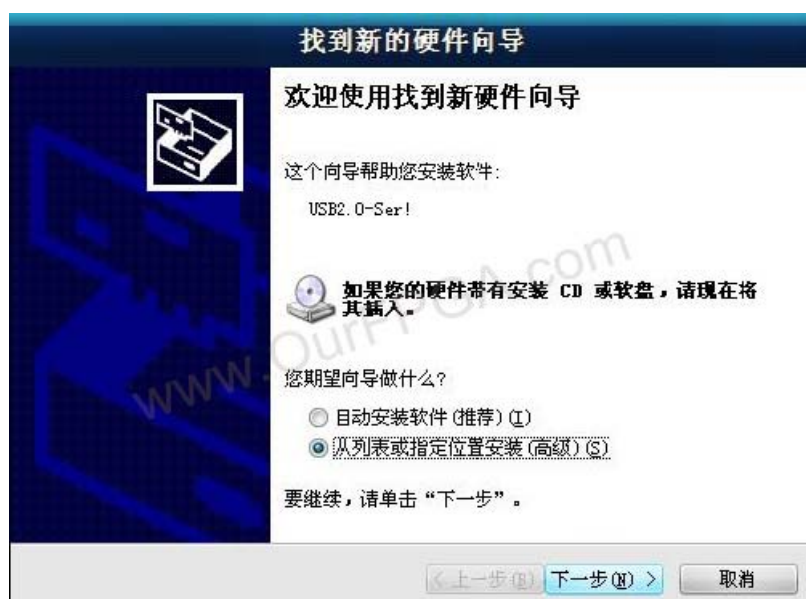 找到新的硬件向导
欢迎使用找到新硬件向导
这个向导帮助您安装软件:
USB2.0-Ser!
如果您的硬件带有安装 CD 或软盘，请现在将
其插入。
www.OurFPGA.com
您期望向导做什么?
自动安装软件(推荐)(I)
从列表或指定位置安装(高级)(S)
要继续，请单击“下一步”。
< 上一步(B)
下一步(N) >
取消